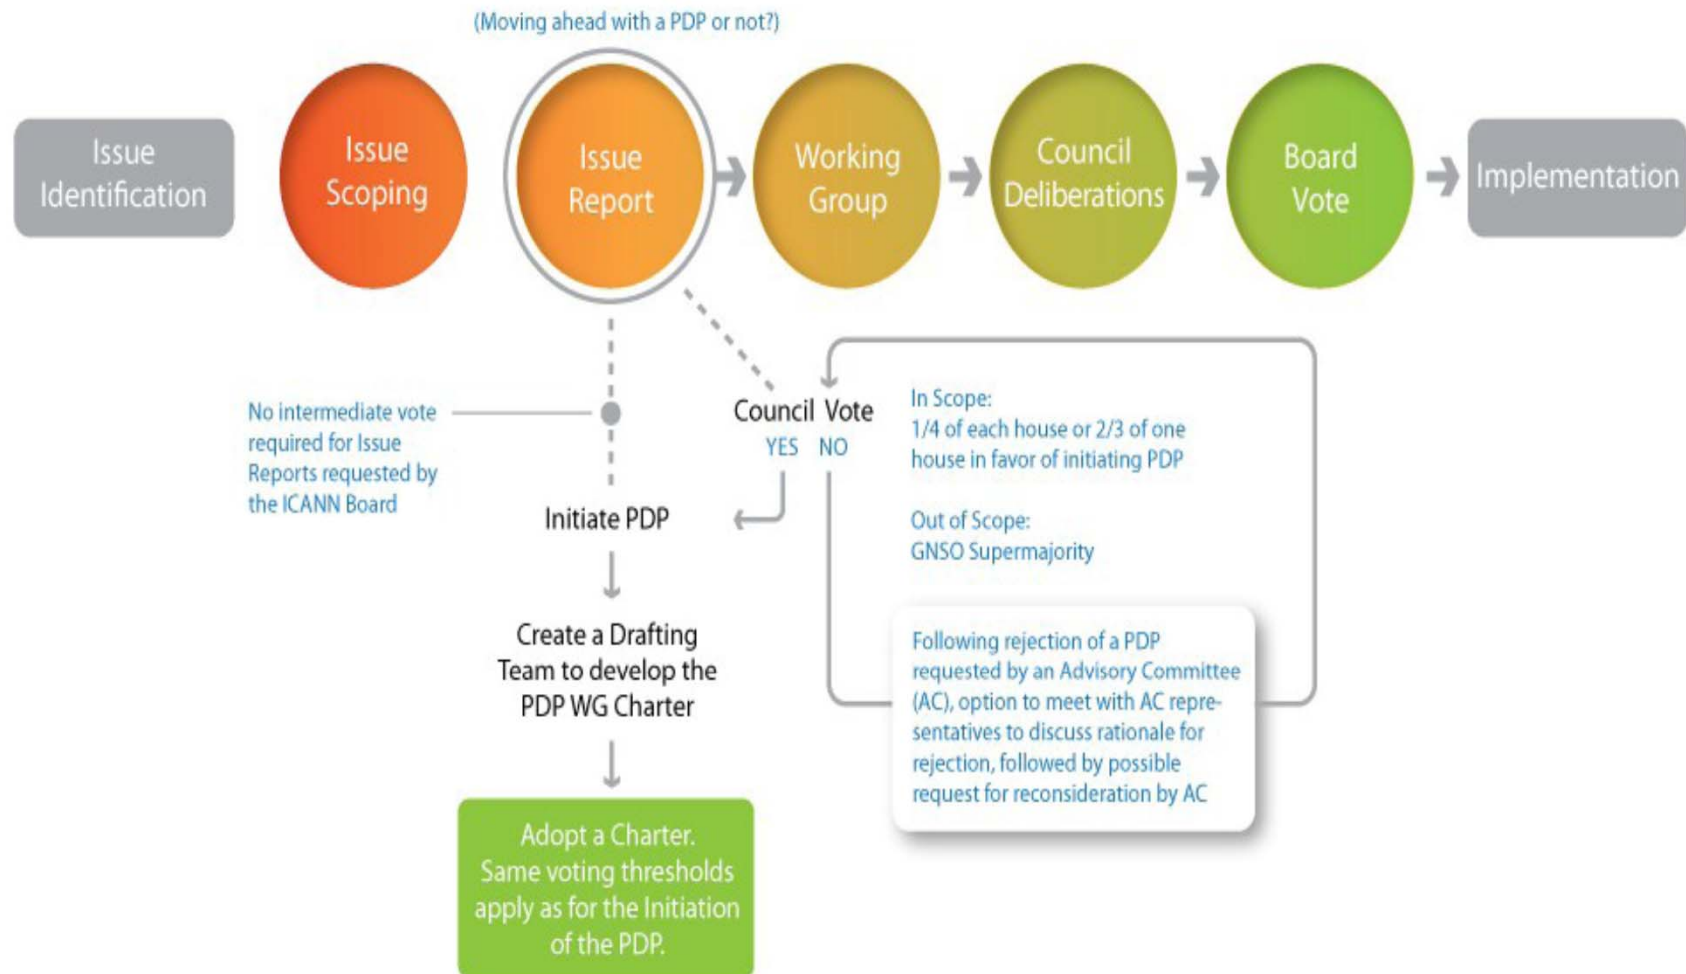 (Moving ahead with a PDP or not?)
Issue
Identification
Issue
Scoping
Issue
Report
Working
Group
Council
Deliberations
Board
Vote
Implementation
No intermediate vote
required for Issue
Reports requested by
the ICANN Board
Council Vote
YES NO
In Scope:
1/4 of each house or 2/3 of one
house in favor of initiating PDP
Out of Scope:
GNSO Supermajority
Initiate PDP
Create a Drafting
Team to develop the
PDP WG Charter
Following rejection of a PDP
requested by an Advisory Committee
(AC), option to meet with AC repre-
sentatives to discuss rationale for
rejection, followed by possible
request for reconsideration by AC
Adopt a Charter.
Same voting thresholds
apply as for the Initiation
of the PDP.